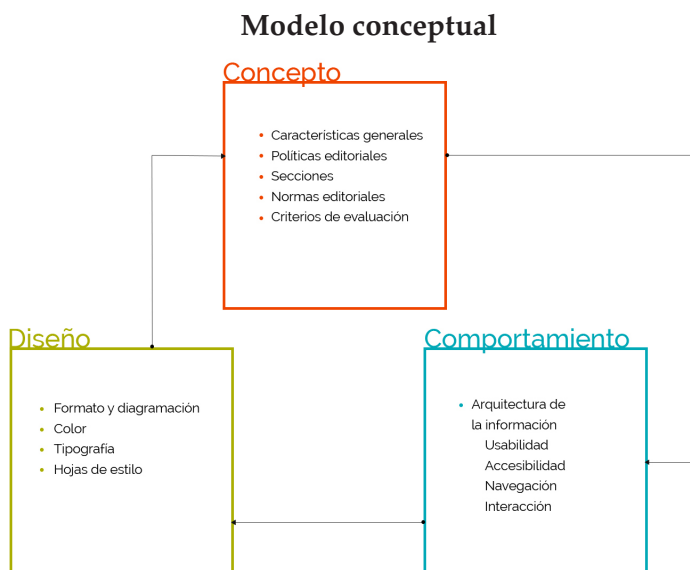 Modelo conceptual
Concepto
• Características generales
• Políticas editoriales
• Secciones
• Normas editoriales
• Criterios de evaluación
Diseño
• Formato y diagramación
• Color
• Tipografía
• Hojas de estilo
Comportamiento
• Arquitectura de
la información
Usabilidad
Accesibilidad
Navegación
Interacción